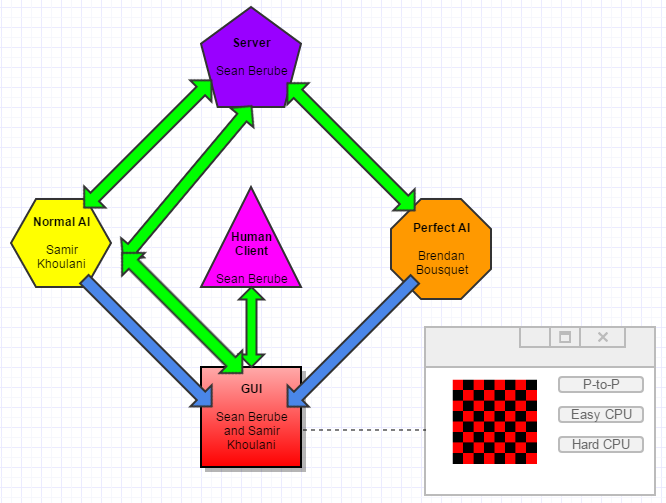 Server
Sean Berube
Normal AI
Samir
Khoulani
Human
Client
Sean Berube
Perfect AI
Brendan
Bousquet
GUI
Sean Berube
and Samir
Khoulani
P-to-P
Easy CPU
Hard CPU